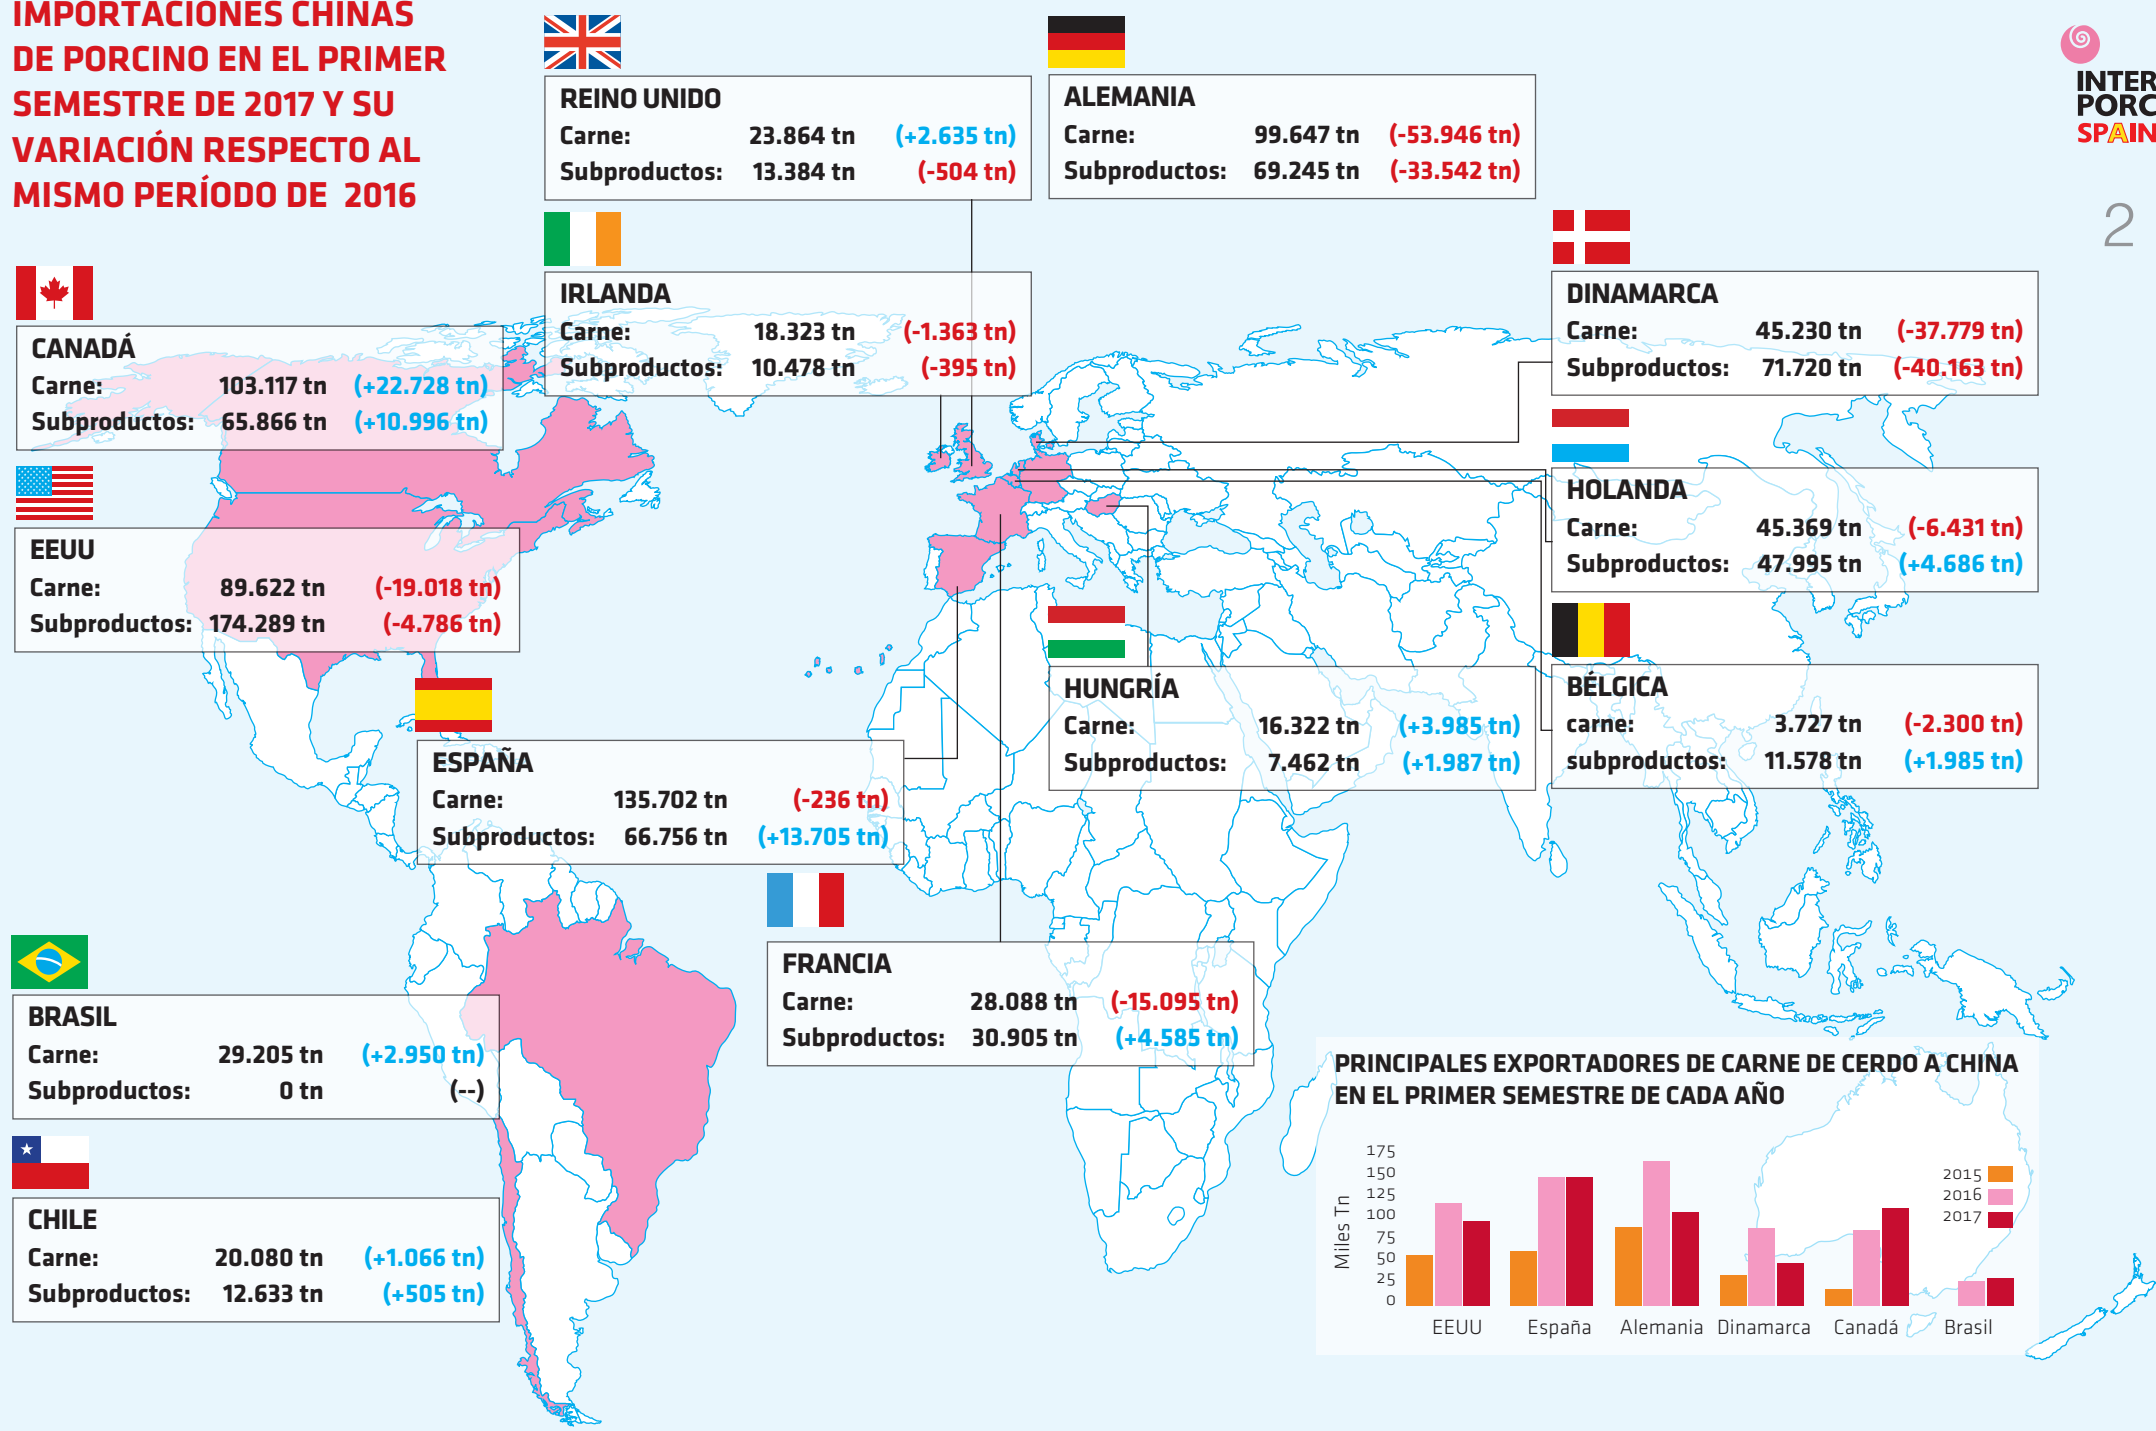 IMPORTACIONES CHINAS
DE PORCINO EN EL PRIMER
SEMESTRE DE 2017 Y SU
VARIACIÓN RESPECTO AL
MISMO PERÍODO DE 2016
INTER
PORC
SPAIN
2
REINO UNIDO
Carne: 23.864 tn (+2.635 tn)
Subproductos: 13.384 tn (-504 tn)
ALEMANIA
Carne: 99.647 tn (-53.946 tn)
Subproductos: 69.245 tn (-33.542 tn)
IRLANDA
Carne: 18.323 tn (-1.363 tn)
Subproductos: 10.478 tn (-395 tn)
DINAMARCA
Carne: 45.230 tn (-37.779 tn)
Subproductos: 71.720 tn (-40.163 tn)
CANADÁ
Carne: 103.117 tn (+22.728 tn)
Subproductos: 65.866 tn (+10.996 tn)
HOLANDA
Carne: 45.369 tn (-6.431 tn)
Subproductos: 47.995 tn (+4.686 tn)
EEUU
Carne: 89.622 tn (-19.018 tn)
Subproductos: 174.289 tn (-4.786 tn)
HUNGRÍA
Carne: 16.322 tn (+3.985 tn)
Subproductos: 7.462 tn (+1.987 tn)
BÉLGICA
carne: 3.727 tn (-2.300 tn)
subproductos: 11.578 tn (+1.985 tn)
ESPAÑA
Carne: 135.702 tn (-236 tn)
Subproductos: 66.756 tn (+13.705 tn)
FRANCIA
Carne: 28.088 tn (-15.095 tn)
Subproductos: 30.905 tn (+4.585 tn)
BRASIL
Carne: 29.205 tn (+2.950 tn)
Subproductos: 0 tn (--)
CHILE
Carne: 20.080 tn (+1.066 tn)
Subproductos: 12.633 tn (+505 tn)
PRINCIPALES EXPORTADORES DE CARNE DE CERDO A CHINA
EN EL PRIMER SEMESTRE DE CADA AÑO
Miles Tn
175
150
125
100
75
50
25
0
2015
2016
2017
EEUU España Alemania Dinamarca Canadá Brasil